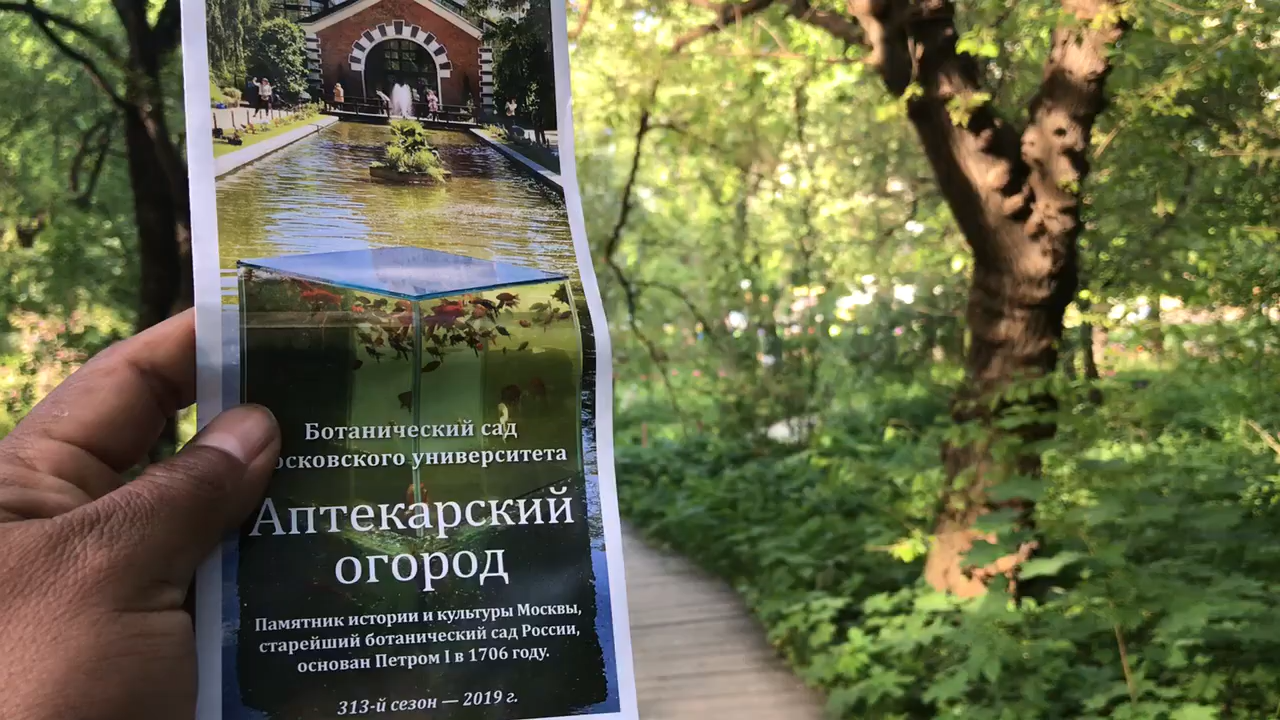 Ботанический сад
осковского университета
Аптекарский
огород
Памятник истории и культуры Москвы,
старейший ботанический сад России,
основан Петром I в 1706 году.
313-й сезон — 2019 г.